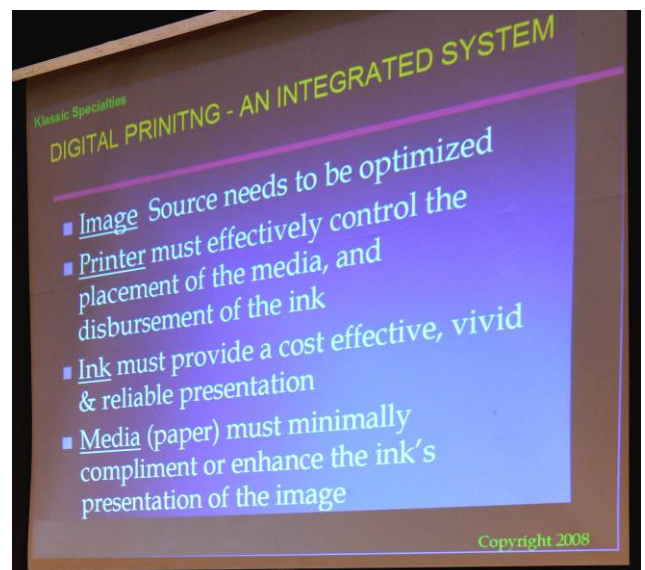 Klassic Specialties
DIGITAL PRINITNG - AN INTEGRATED SYSTEM
Image Source needs to be optimized
Printer must effectively control the
placement of the media, and
disbursement of the ink
Ink must provide a cost effective, vivid
& reliable presentation
Media (paper) must minimally
compliment or enhance the ink's
presentation of the image
Copyright 2008